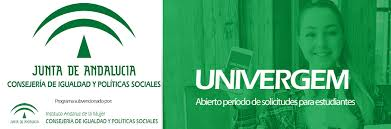 JUNTA DE ANDALUCIA
CONSEJERÍA DE IGUALDAD Y POLÍTICAS SOCIALES
Programa subvencionado por:
Instituto Andaluz de la Mujer
CONSEJERÍA DE IGUALDAD Y POLÍTICAS SOCIALES
JUNTA DE ANDALUCIA
UNIVERGEM
Abierto periodo de solicitudes para estudiantes